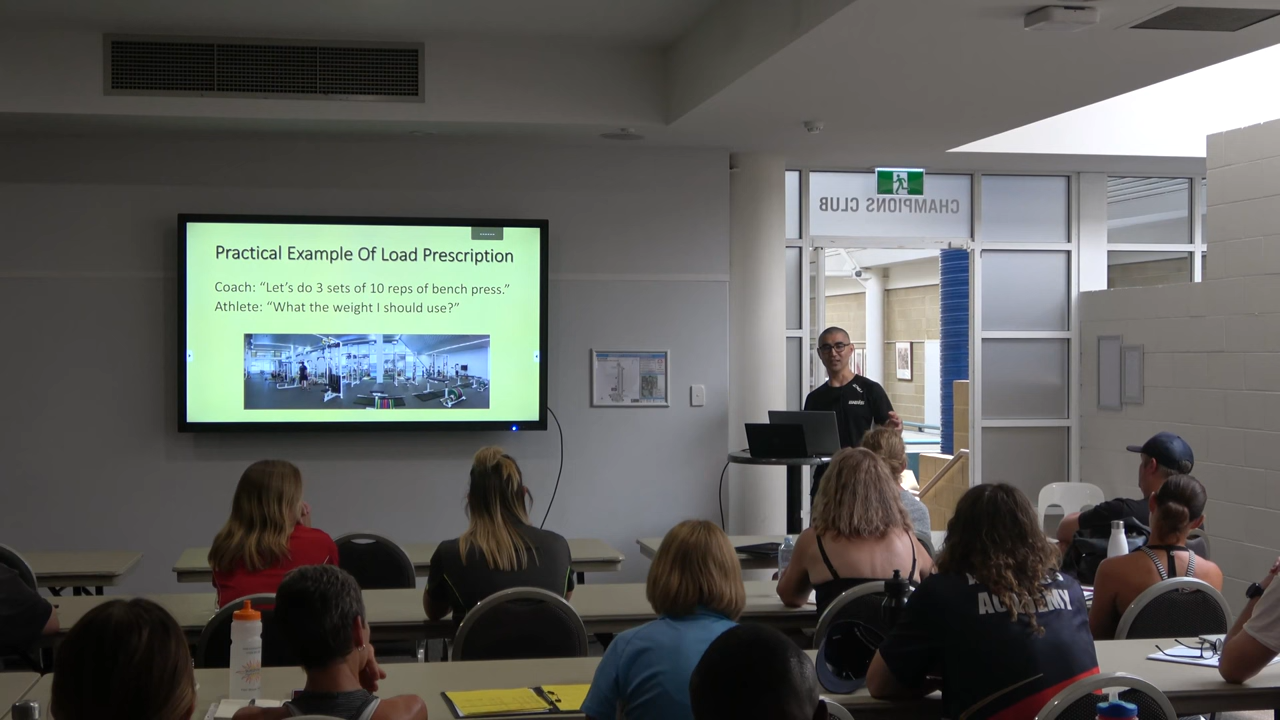 CHAMPIONS CLUB
Practical Example Of Load Prescription
Coach: “Let’s do 3 sets of 10 reps of bench press.”
Athlete: “What the weight I should use?”
ACADEMY